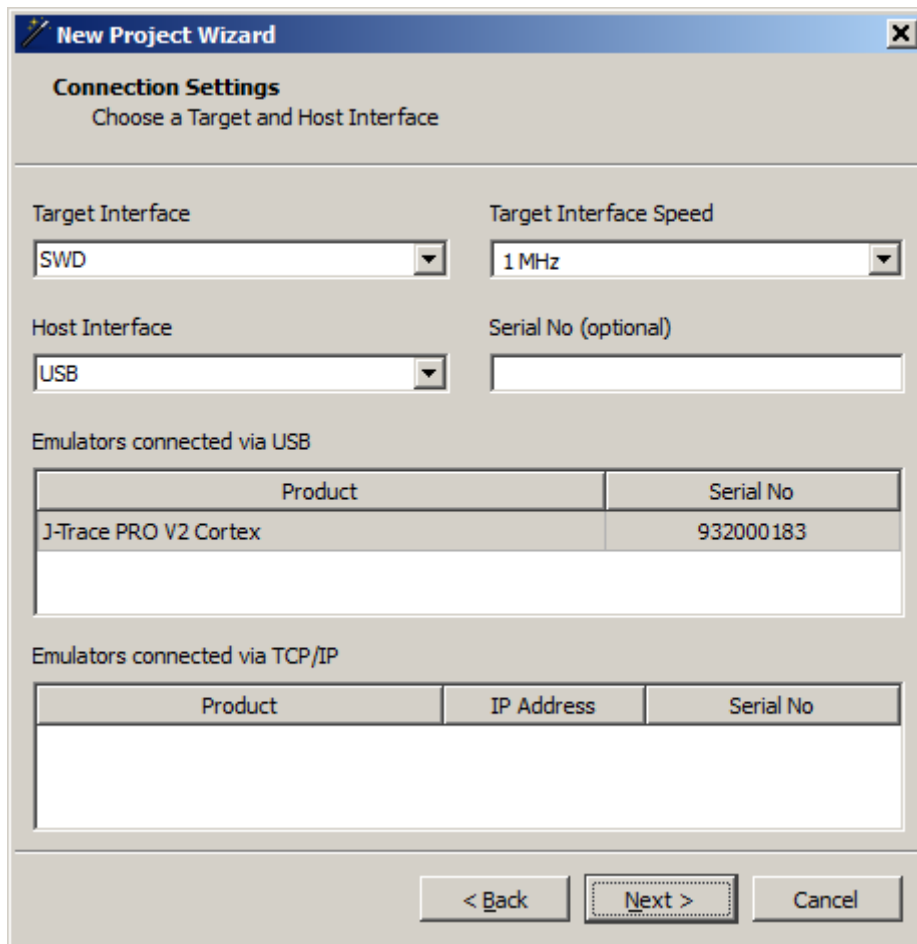 New Project Wizard
Connection Settings
Choose a Target and Host Interface
Target Interface
Target Interface Speed
SWD
1 MHz
Host Interface
Serial No (optional)
USB
Emulators connected via USB
Product Serial No
J-Trace PRO V2 Cortex 932000183
Emulators connected via TCP/IP
Product IP Address Serial No
< Back Next > Cancel